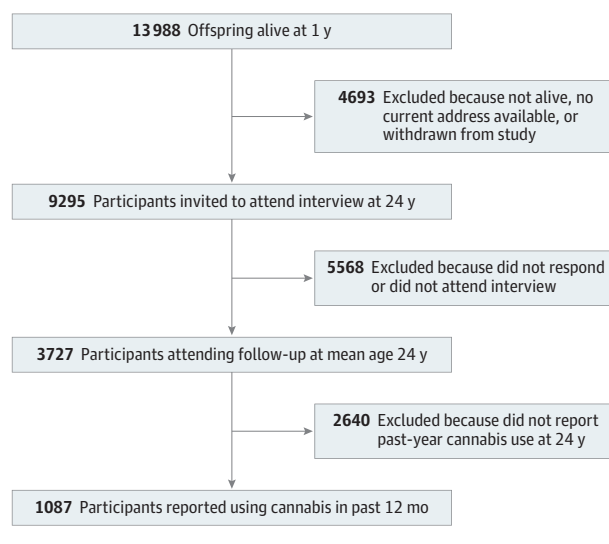 13 988 Offspring alive at 1 y
4693 Excluded because not alive, no
current address available, or
withdrawn from study
9295 Participants invited to attend interview at 24 y
5568 Excluded because did not respond
or did not attend interview
3727 Participants attending follow-up at mean age 24 y
2640 Excluded because did not report
past-year cannabis use at 24 y
1087 Participants reported using cannabis in past 12 mo